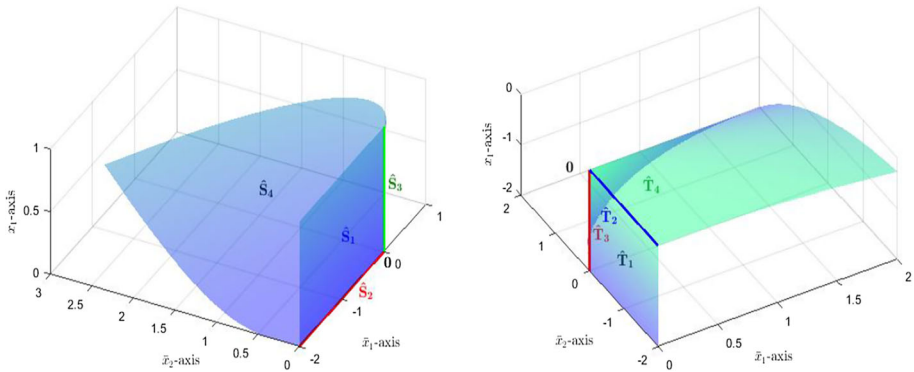 1
0.5
0
x₁-axis
3
2.5
2
1.5
1
0.5
0
x̄₂-axis
-2
-1
0
1
x̄₁-axis
Ŝ₄
Ŝ₁
Ŝ₃
Ŝ₂
0
0
-1
-2
x₁-axis
2
1
0
-1
-2
x̄₂-axis
0
0.5
1
1.5
2
x̄₁-axis
0
T̂₄
T̂₂
T̂₃
T̂₁